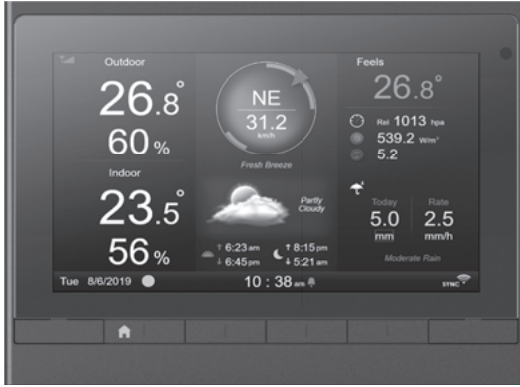 Outdoor
26.8°
60 %
Indoor
23.5°
56 %
NE
31.2
km/h
Fresh Breeze
Partly
Cloudy
↑ 6:23 am
↓ 6:45 pm
↑ 8:15 pm
↓ 5:21 am
Feels
26.8°
Rel 1013 hpa
539.2 W/m²
5.2
Today
5.0
mm
Rate
2.5
mm/h
Moderate Rain
Tue 8/6/2019
10 : 38 am
SYNC